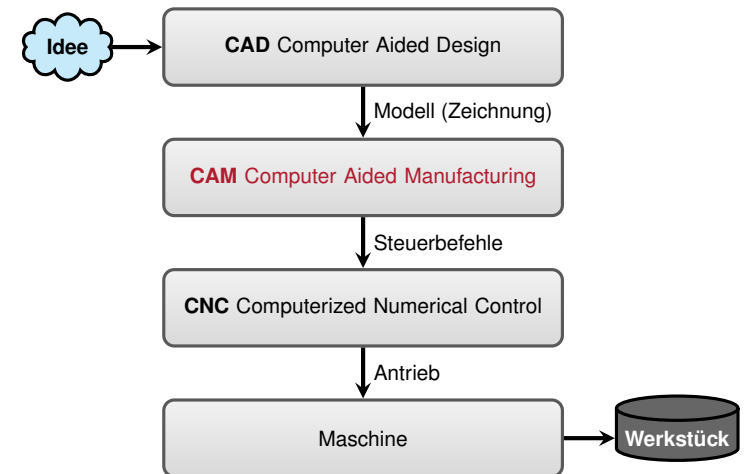 Idee
CAD Computer Aided Design
Modell (Zeichnung)
CAM Computer Aided Manufacturing
Steuerbefehle
CNC Computerized Numerical Control
Antrieb
Maschine
Werkstück